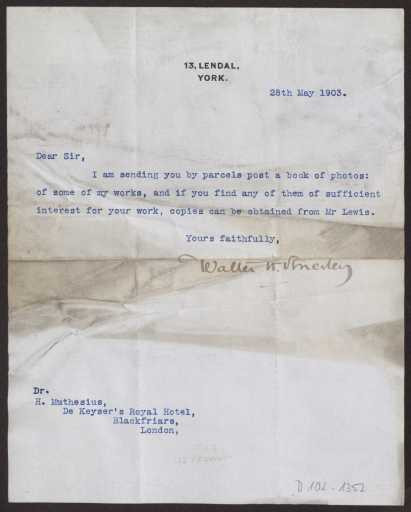 13, LENDAL,
YORK.
28th May 1903.
Dear Sir,
I am sending you by parcels post a book of photos:
of some of my works, and if you find any of them of sufficient
interest for your work, copies can be obtained from Mr Lewis.
Yours faithfully,
Walter H. Brierley
Dr.
H. Muthesius,
De Keyser's Royal Hotel,
Blackfriars,
London,
D 102 - 1352